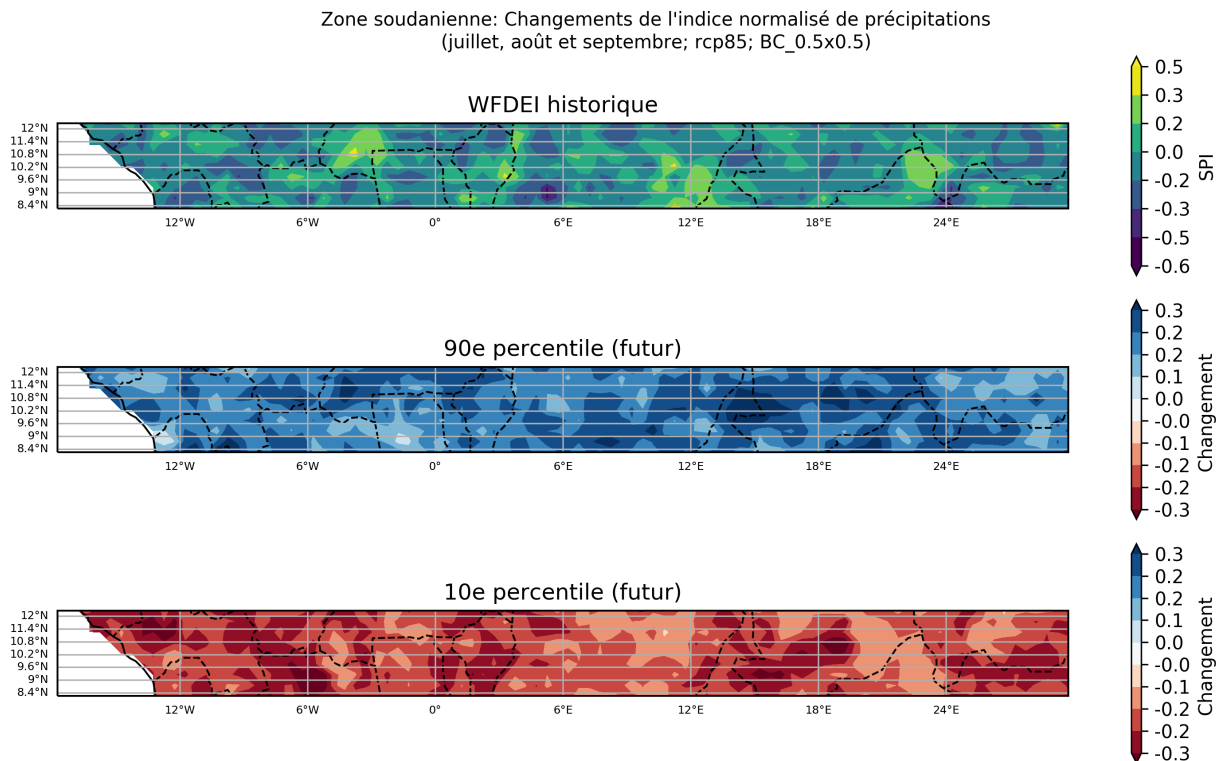 Zone soudanienne: Changements de l'indice normalisé de précipitations
(juillet, août et septembre; rcp85; BC_0.5x0.5)
WFDEI historique
12°N
11.4°N
10.8°N
10.2°N
9.6°N
9°N
8.4°N
12°W 6°W 0° 6°E 12°E 18°E 24°E
0.5
0.3
0.2
0.0
-0.2
-0.3
-0.5
-0.6
SPI
90e percentile (futur)
12°N
11.4°N
10.8°N
10.2°N
9.6°N
9°N
8.4°N
12°W 6°W 0° 6°E 12°E 18°E 24°E
0.3
0.2
0.2
0.1
0.0
-0.0
-0.1
-0.2
-0.2
-0.3
Changement
10e percentile (futur)
12°N
11.4°N
10.8°N
10.2°N
9.6°N
9°N
8.4°N
12°W 6°W 0° 6°E 12°E 18°E 24°E
0.3
0.2
0.2
0.1
0.0
-0.0
-0.1
-0.2
-0.2
-0.3
Changement